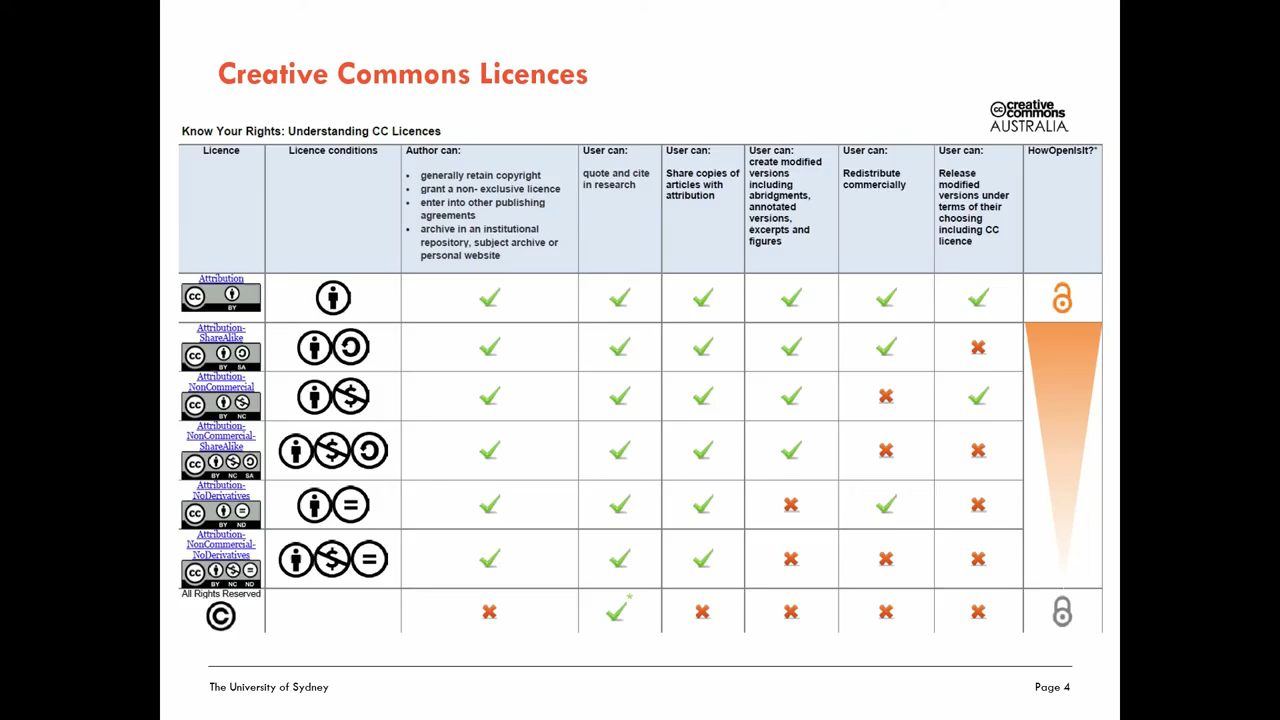 Creative Commons Licences
creative
commons
AUSTRALIA
Know Your Rights: Understanding CC Licences
Licence
Licence conditions
Author can:
• generally retain copyright
• grant a non- exclusive licence
• enter into other publishing
agreements
• archive in an institutional
repository, subject archive or
personal website
User can:
quote and cite
in research
User can:
Share copies of
articles with
attribution
User can:
create modified
versions
including
abridgments,
annotated
versions,
excerpts and
figures
User can:
Redistribute
commercially
User can:
Release
modified
versions under
terms of their
choosing
including CC
licence
HowOpenIsIt?*
Attribution
cc
BY
Attribution-
ShareAlike
cc
BY SA
Attribution-
NonCommercial
cc
BY NC
Attribution-
NonCommercial-
ShareAlike
cc
BY NC SA
Attribution-
NoDerivatives
cc
BY ND
Attribution-
NonCommercial-
NoDerivatives
cc
BY NC ND
All Rights Reserved
©
*
The University of Sydney
Page 4